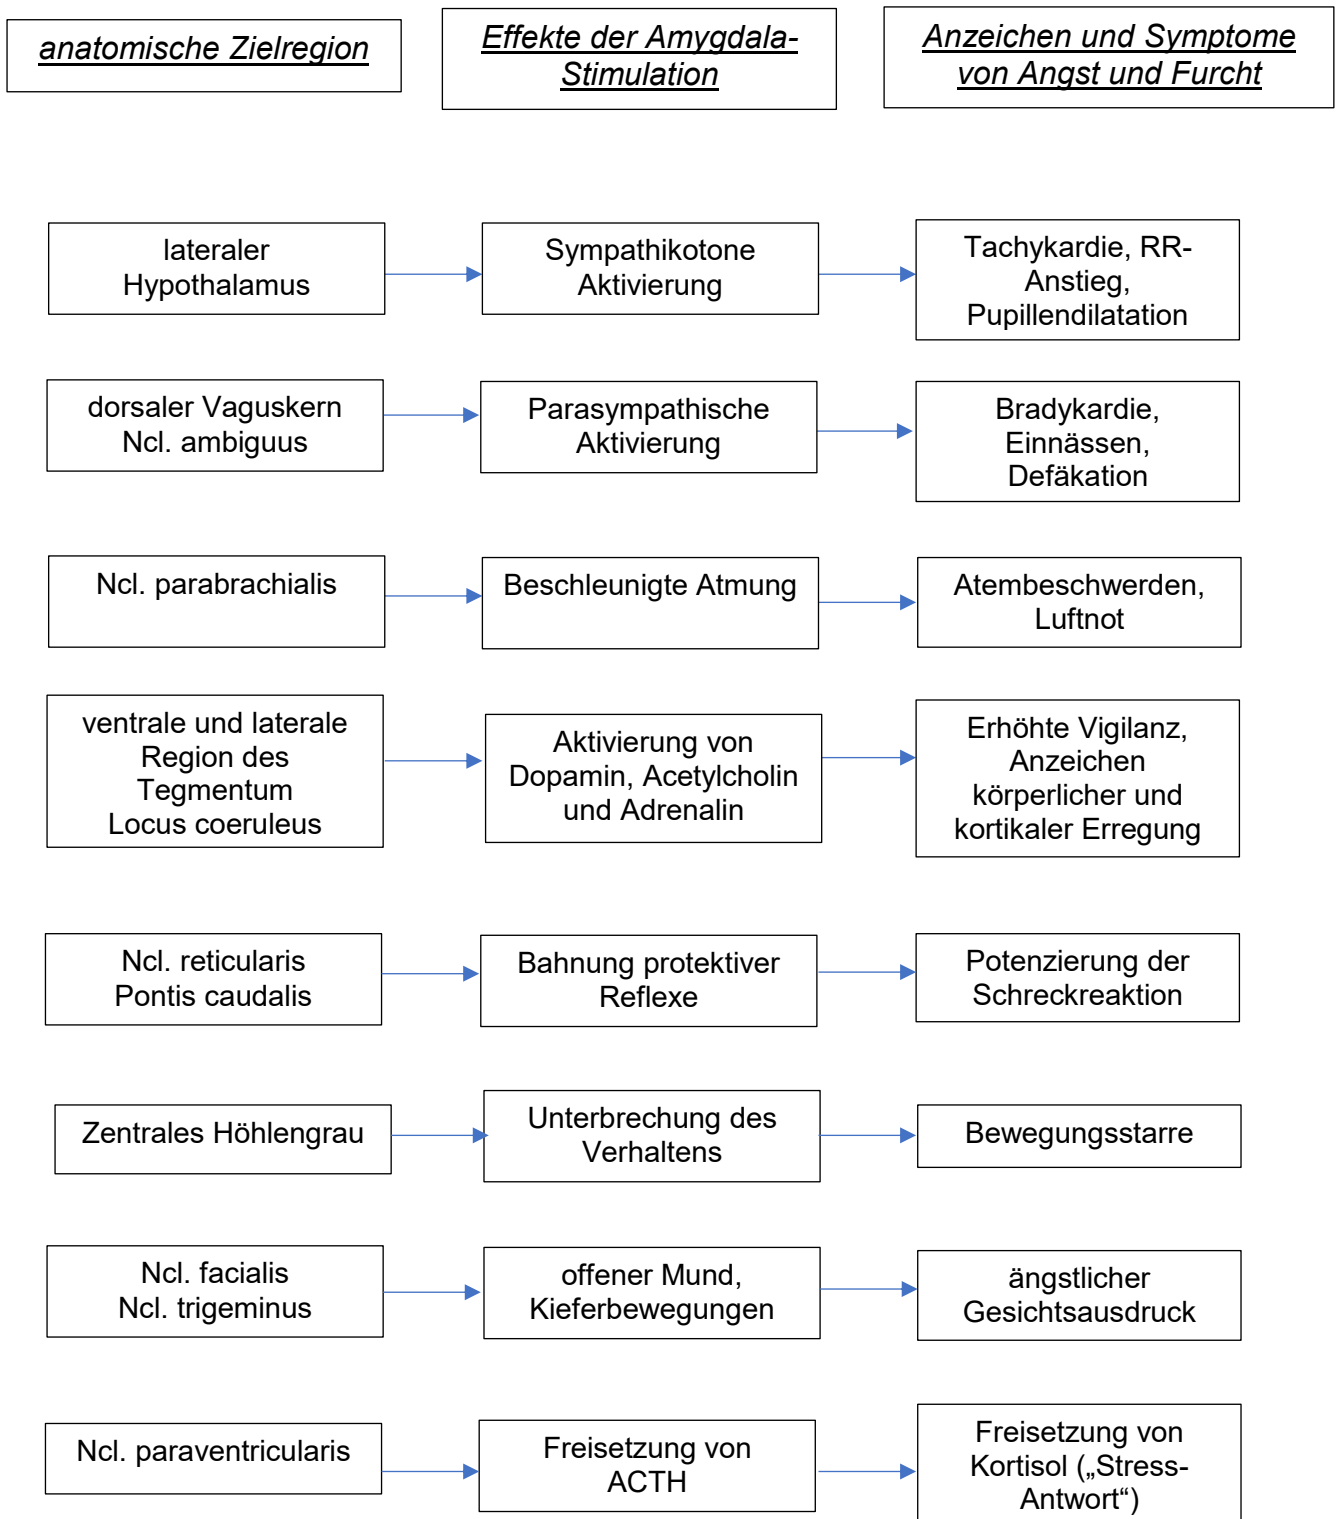 anatomische Zielregion
Effekte der Amygdala-
Stimulation
Anzeichen und Symptome
von Angst und Furcht
lateraler
Hypothalamus
Sympathikotone
Aktivierung
Tachykardie, RR-
Anstieg,
Pupillendilatation
dorsaler Vaguskern
Ncl. ambiguus
Parasympathische
Aktivierung
Bradykardie,
Einnässen,
Defäkation
Ncl. parabrachialis
Beschleunigte Atmung
Atembeschwerden,
Luftnot
ventrale und laterale
Region des
Tegmentum
Locus coeruleus
Aktivierung von
Dopamin, Acetylcholin
und Adrenalin
Erhöhte Vigilanz,
Anzeichen
körperlicher und
kortikaler Erregung
Ncl. reticularis
Pontis caudalis
Bahnung protektiver
Reflexe
Potenzierung der
Schreckreaktion
Zentrales Höhlengrau
Unterbrechung des
Verhaltens
Bewegungsstarre
Ncl. facialis
Ncl. trigeminus
offener Mund,
Kieferbewegungen
ängstlicher
Gesichtsausdruck
Ncl. paraventricularis
Freisetzung von
ACTH
Freisetzung von
Kortisol („Stress-
Antwort“)